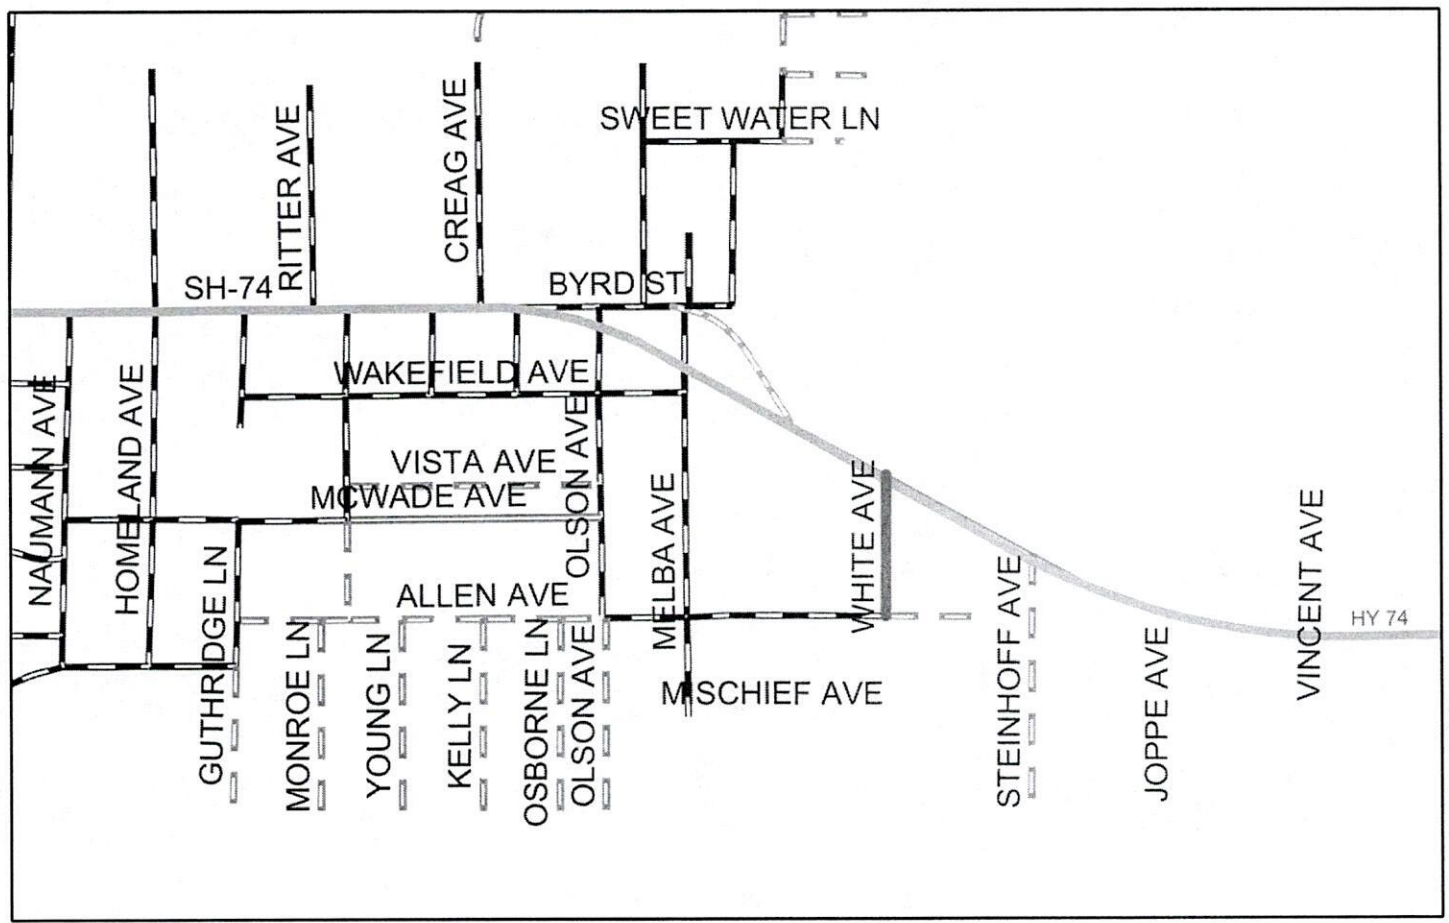 SWEET WATER LN
RITTER AVE
CREAG AVE
SH-74
BYRD ST
WAKEFIELD AVE
NAUMANN AVE
HOMELAND AVE
VISTA AVE
OLSON AVE
MCWADE AVE
MELBA AVE
WHITE AVE
VINCENT AVE
GUTHRIDGE LN
ALLEN AVE
STEINHOFF AVE
HY 74
MONROE LN
YOUNG LN
KELLY LN
OSBORNE LN
OLSON AVE
MISCHIEF AVE
JOPPE AVE